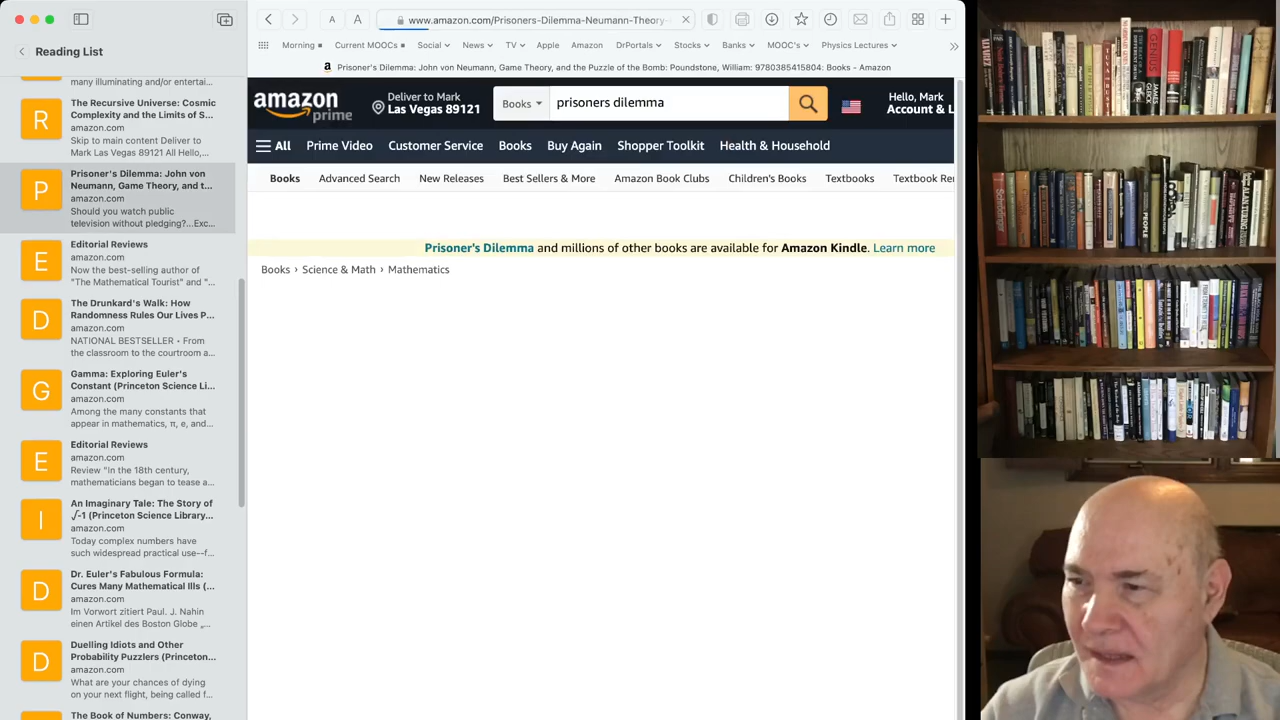 Reading List
many illuminating and/or entertai...
R
The Recursive Universe: Cosmic
Complexity and the Limits of S...
amazon.com
Skip to main content Deliver to
Mark Las Vegas 89121 All Hello,...
P
Prisoner's Dilemma: John von
Neumann, Game Theory, and t...
amazon.com
Should you watch public
television without pledging?...Exc...
E
Editorial Reviews
amazon.com
Now the best-selling author of
"The Mathematical Tourist" and "...
D
The Drunkard's Walk: How
Randomness Rules Our Lives P...
amazon.com
NATIONAL BESTSELLER • From
the classroom to the courtroom a...
G
Gamma: Exploring Euler's
Constant (Princeton Science Li...
amazon.com
Among the many constants that
appear in mathematics, π, e, and...
E
Editorial Reviews
amazon.com
Review "In the 18th century,
mathematicians began to tease a...
I
An Imaginary Tale: The Story of
√-1 (Princeton Science Library...
amazon.com
Today complex numbers have
such widespread practical use--f...
D
Dr. Euler's Fabulous Formula:
Cures Many Mathematical Ills (...
amazon.com
Im Vorwort zitiert Paul. J. Nahin
einen Artikel des Boston Globe „...
D
Duelling Idiots and Other
Probability Puzzlers (Princeton...
amazon.com
What are your chances of dying
on your next flight, being called f...
The Book of Numbers: Conway,
A A www.amazon.com/Prisoners-Dilemma-Neumann-Theory-
Morning Current MOOCs Social News TV Apple Amazon DrPortals Stocks Banks MOOC's Physics Lectures
a Prisoner's Dilemma: John von Neumann, Game Theory, and the Puzzle of the Bomb: Poundstone, William: 9780385415804: Books - Amazon
amazon prime
Deliver to Mark
Las Vegas 89121
Books prisoners dilemma
Hello, Mark
Account & L
All Prime Video Customer Service Books Buy Again Shopper Toolkit Health & Household
Books Advanced Search New Releases Best Sellers & More Amazon Book Clubs Children's Books Textbooks Textbook Ren
Prisoner's Dilemma and millions of other books are available for Amazon Kindle. Learn more
Books › Science & Math › Mathematics
GENIUS
JAMES
GLEICK
PEOPLE
ALAN TURING
Schrödinger